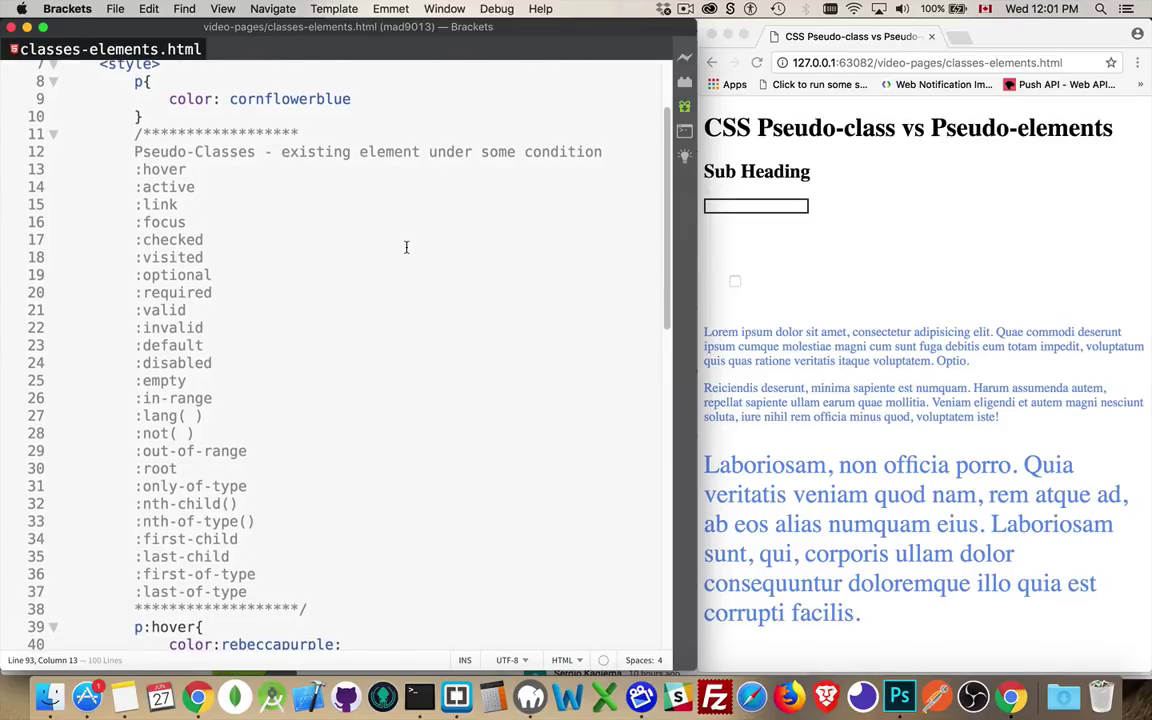 Brackets File Edit Find View Navigate Template Emmet Window Debug Help 100% Wed 12:01 PM
video-pages/classes-elements.html (mad9013) — Brackets
classes-elements.html
7 <style>
8 p{
9 color: cornflowerblue
10 }
11 /*******************
12 Pseudo-Classes - existing element under some condition
13 :hover
14 :active
15 :link
16 :focus
17 :checked
18 :visited
19 :optional
20 :required
21 :valid
22 :invalid
23 :default
24 :disabled
25 :empty
26 :in-range
27 :lang( )
28 :not( )
29 :out-of-range
30 :root
31 :only-of-type
32 :nth-child()
33 :nth-of-type()
34 :first-child
35 :last-child
36 :first-of-type
37 :last-of-type
38 *******************/
39 p:hover{
40 color:rebeccapurple;
Line 93, Column 13 — 100 Lines INS UTF-8 HTML Spaces: 4
CSS Pseudo-class vs Pseudo-
127.0.0.1:63082/video-pages/classes-elements.html
Apps Click to run some s... Web Notification Im... Push API - Web API... »
CSS Pseudo-class vs Pseudo-elements
Sub Heading
Lorem ipsum dolor sit amet, consectetur adipisicing elit. Quae commodi deserunt
ipsum cumque molestiae magni cum sunt fuga debitis eum totam impedit, voluptatum
quis quas ratione veritatis itaque voluptatem. Optio.
Reiciendis deserunt, minima sapiente est numquam. Harum assumenda autem,
repellat sapiente ullam earum quae mollitia. Veniam eligendi et autem magni nesciunt
soluta, iure nihil rem officia minus quod, voluptatem iste!
Laboriosam, non officia porro. Quia
veritatis veniam quod nam, rem atque ad,
ab eos alias numquam eius. Laboriosam
sunt, qui, corporis ullam dolor
consequuntur doloremque illo quia est
corrupti facilis.
JUN
27
Ps